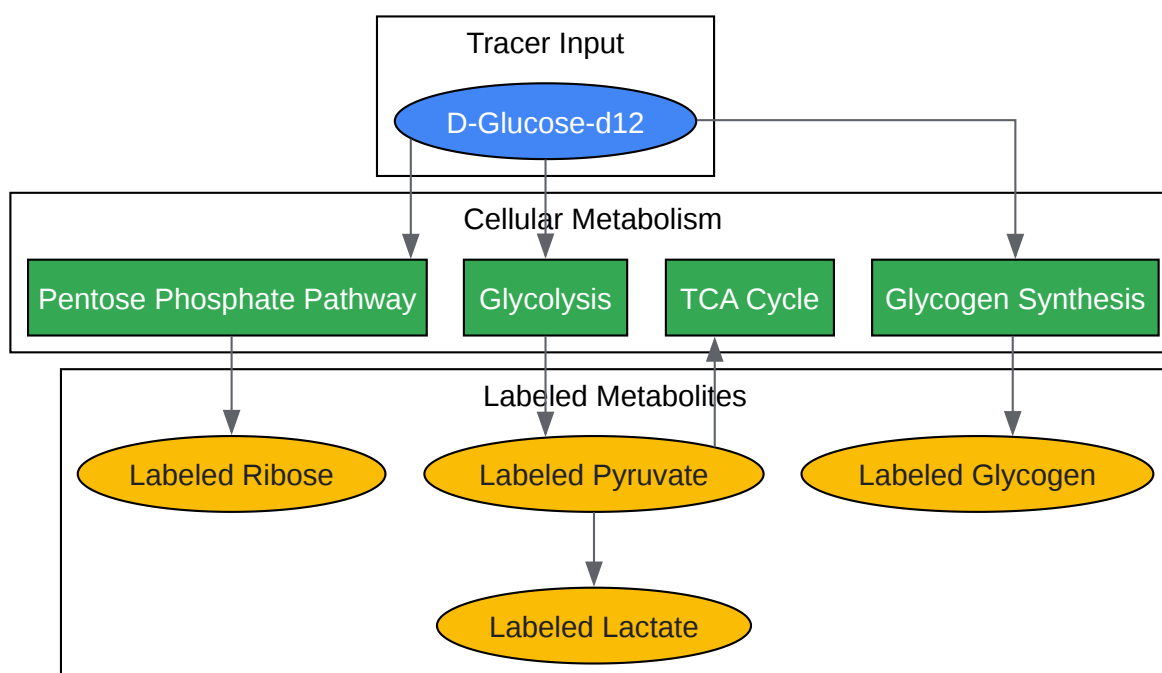 Tracer Input
D-Glucose-d12
Cellular Metabolism
Pentose Phosphate Pathway
Glycolysis
TCA Cycle
Glycogen Synthesis
Labeled Metabolites
Labeled Ribose
Labeled Pyruvate
Labeled Glycogen
Labeled Lactate